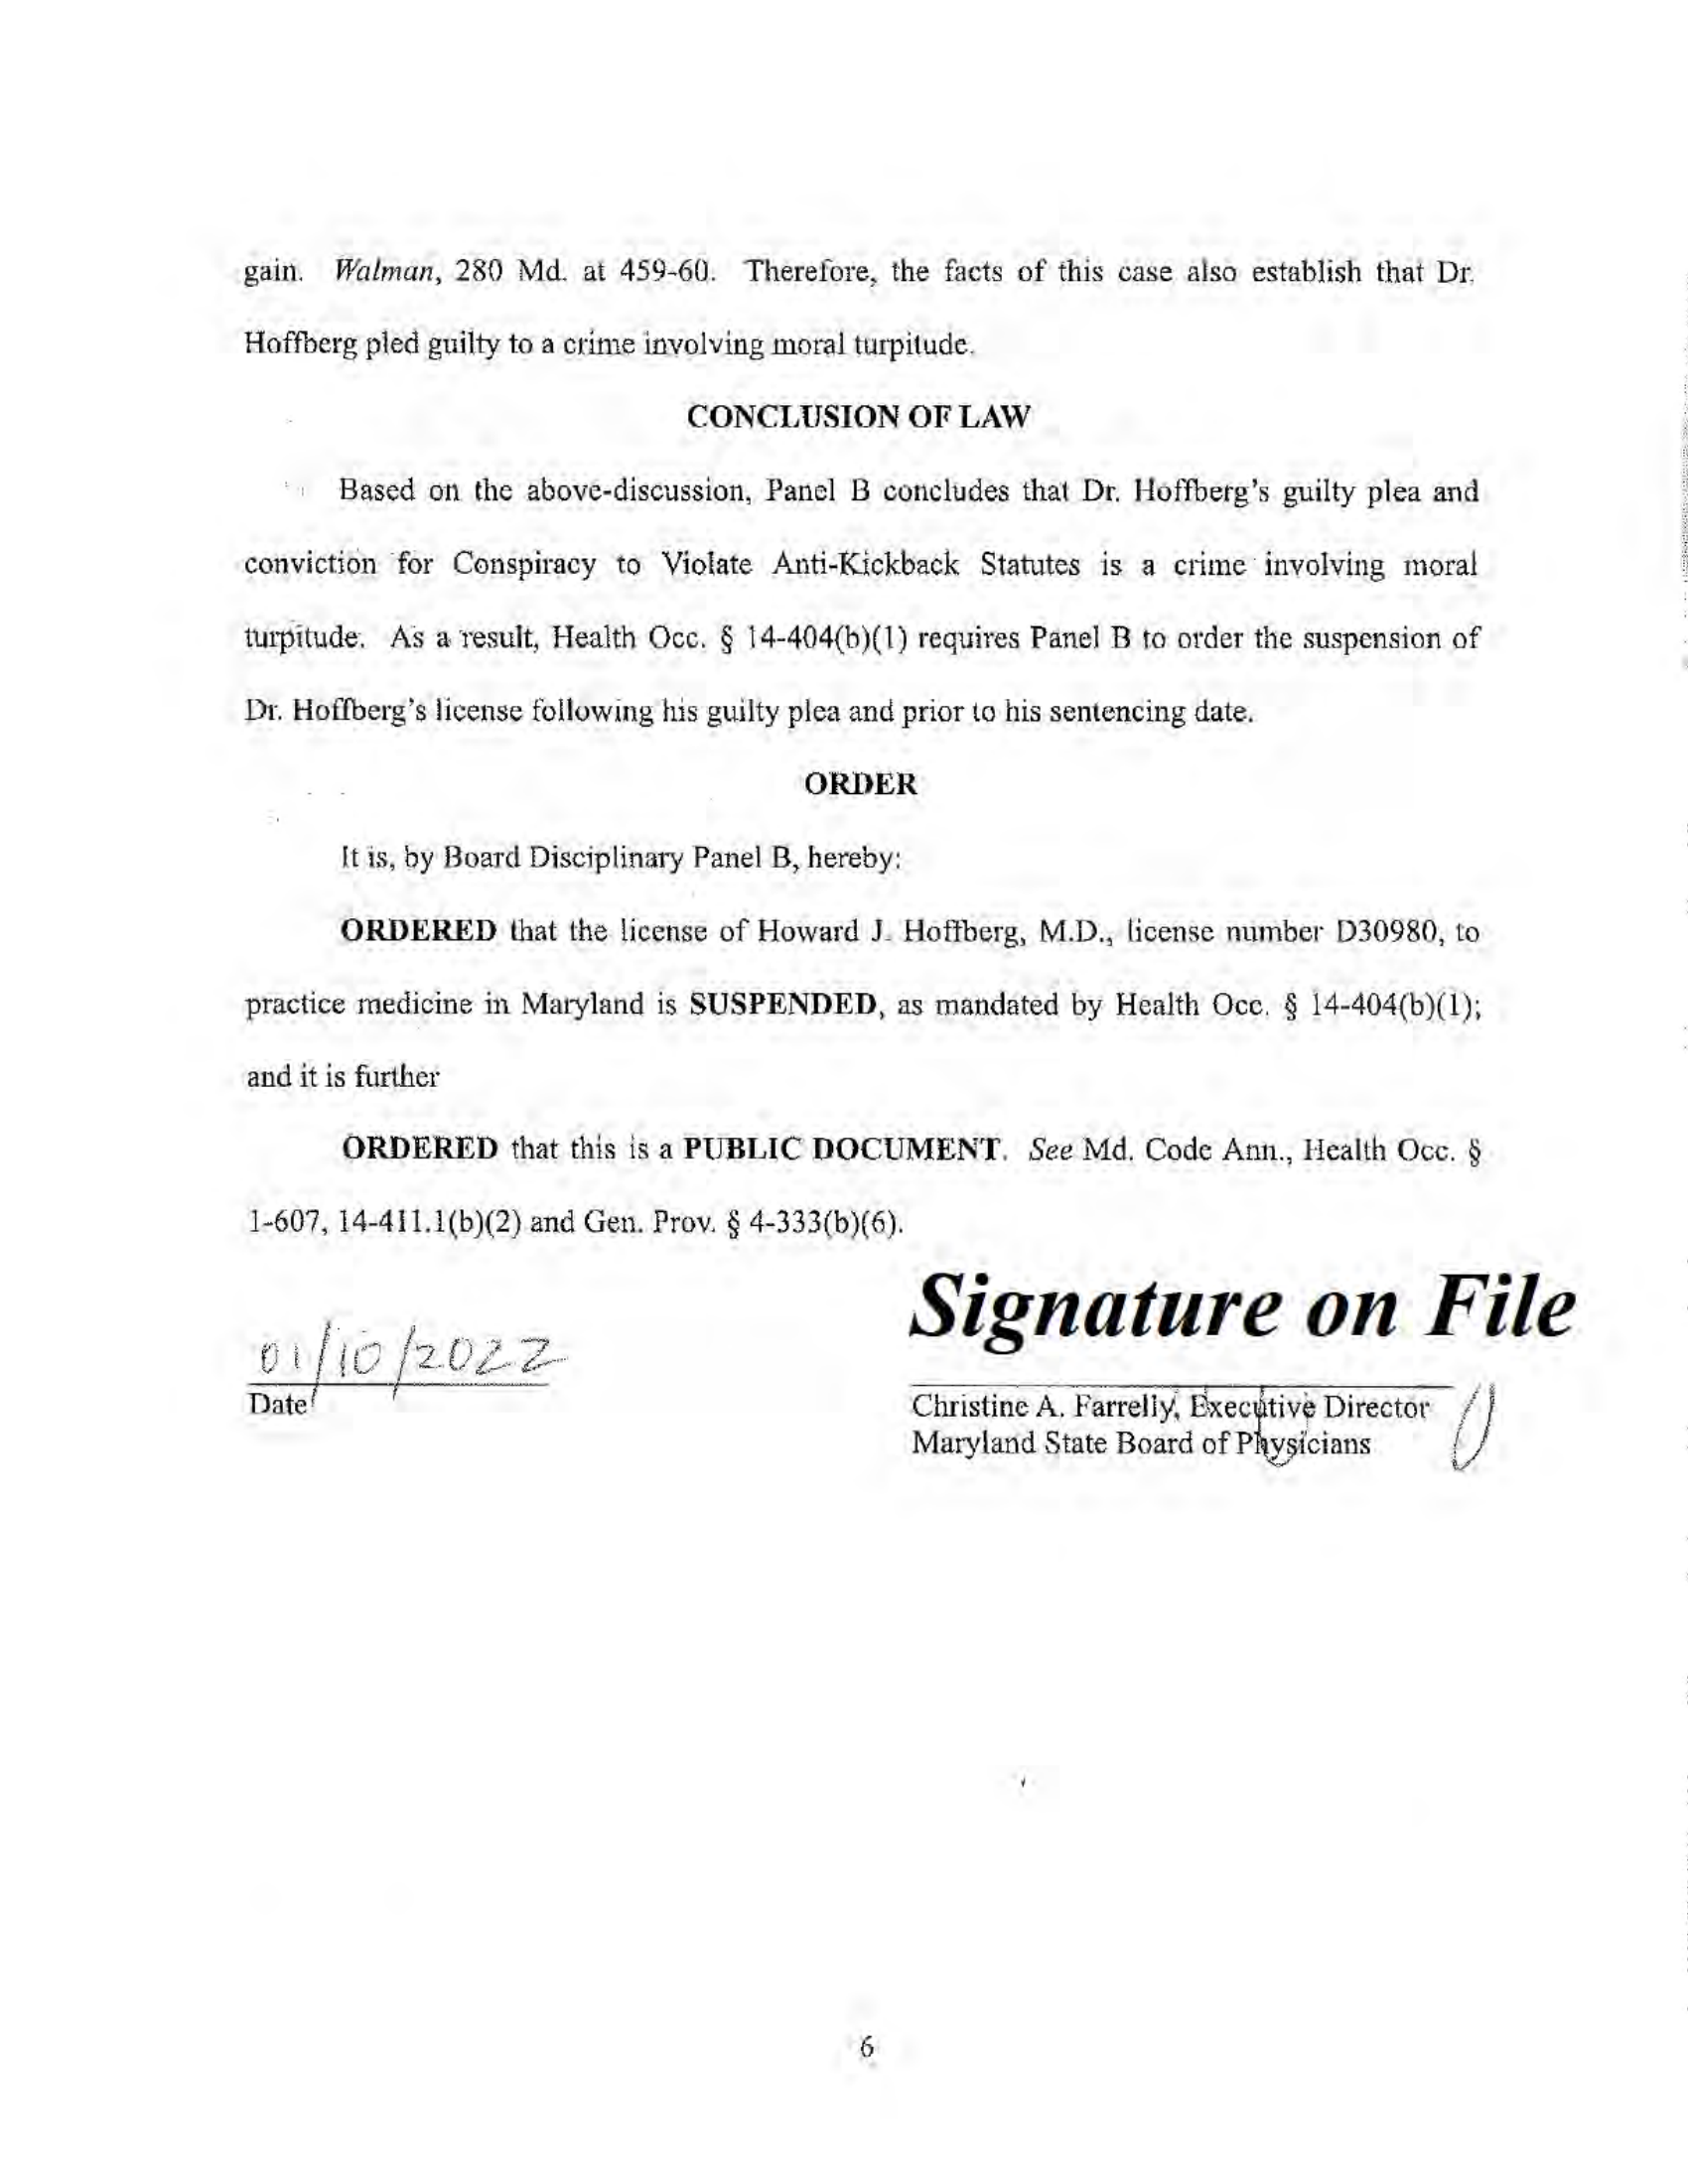 gain. Walman, 280 Md. at 459-60. Therefore, the facts of this case also establish that Dr.
Hoffberg pled guilty to a crime involving moral turpitude.
CONCLUSION OF LAW
Based on the above-discussion, Panel B concludes that Dr. Hoffberg's guilty plea and
conviction for Conspiracy to Violate Anti-Kickback Statutes is a crime involving moral
turpitude. As a result, Health Occ. § 14-404(b)(1) requires Panel B to order the suspension of
Dr. Hoffberg's license following his guilty plea and prior to his sentencing date.
ORDER
It is, by Board Disciplinary Panel B, hereby:
ORDERED that the license of Howard J. Hoffberg, M.D., license number D30980, to
practice medicine in Maryland is SUSPENDED, as mandated by Health Occ. § 14-404(b)(1);
and it is further
ORDERED that this is a PUBLIC DOCUMENT. See Md. Code Ann., Health Occ. §
1-607, 14-411.1(b)(2) and Gen. Prov. § 4-333(b)(6).
Signature on File
01/10/2022
Date
Christine A. Farrelly, Executive Director
Maryland State Board of Physicians
6